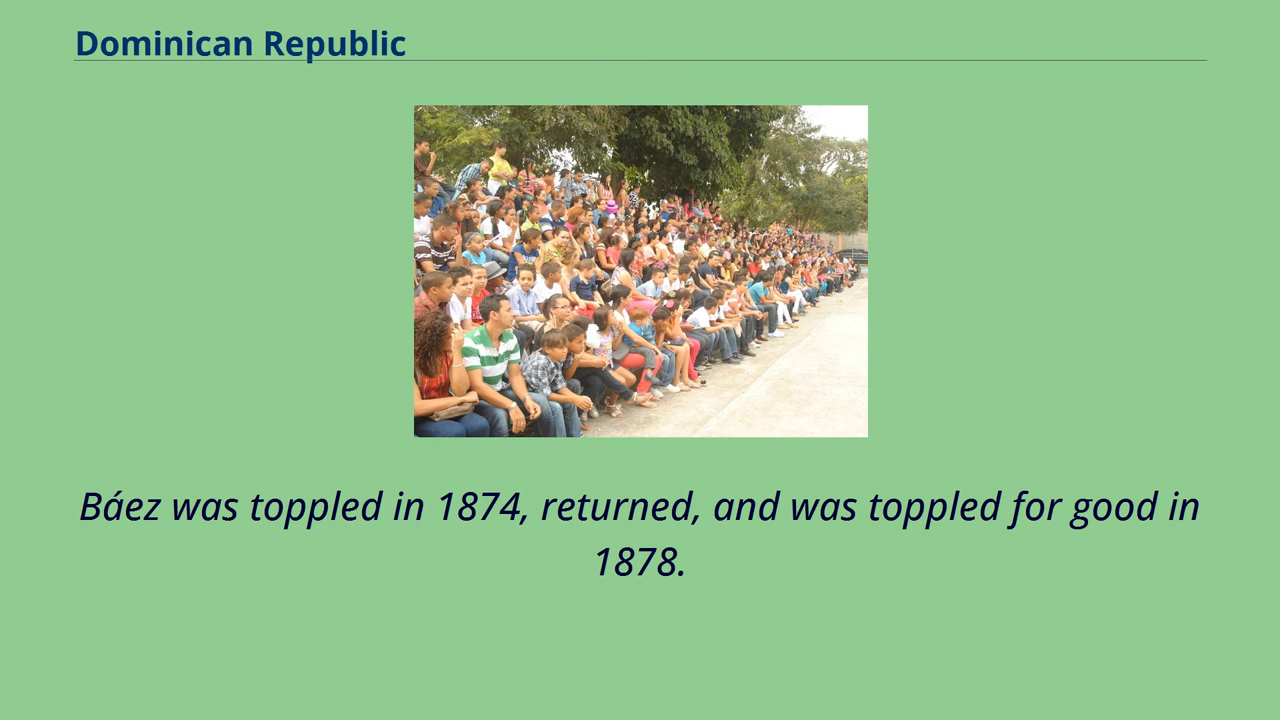 Dominican Republic
Báez was toppled in 1874, returned, and was toppled for good in
1878.